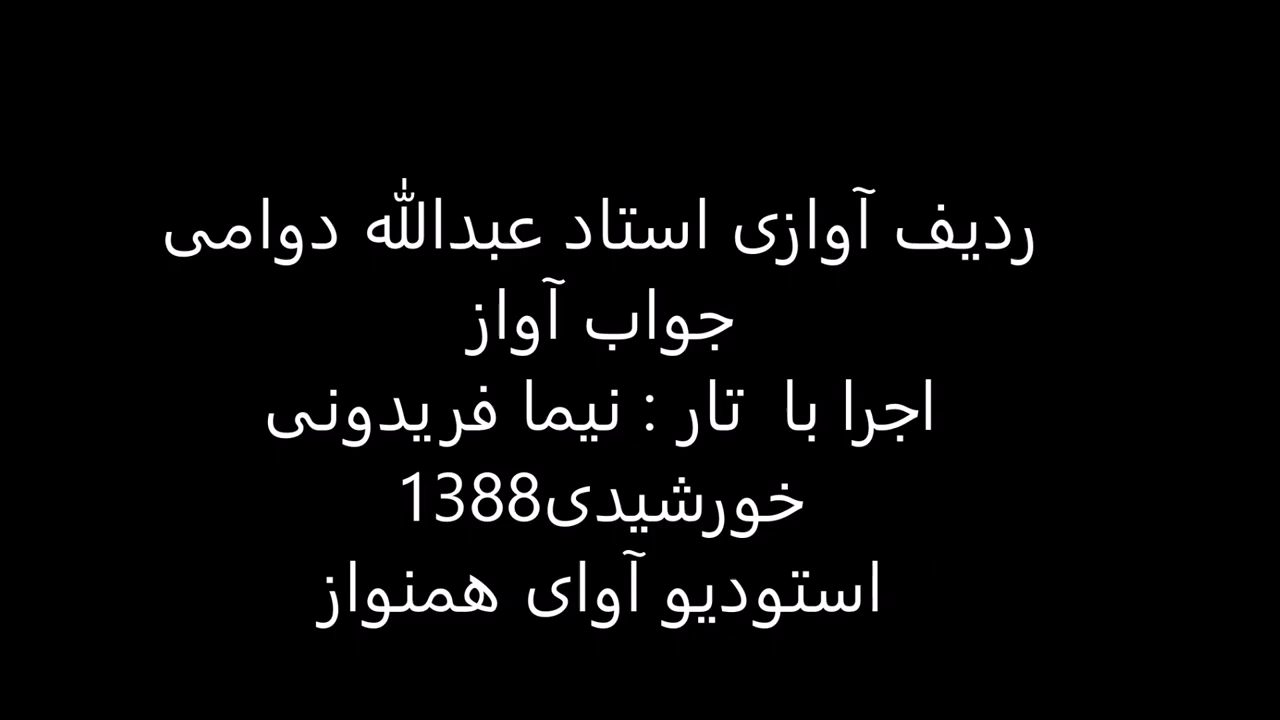 ردیف آوازی استاد عبدالله دوامی
جواب آواز
اجرا با تار : نیما فریدونی
خورشیدی1388
استودیو آوای همنواز